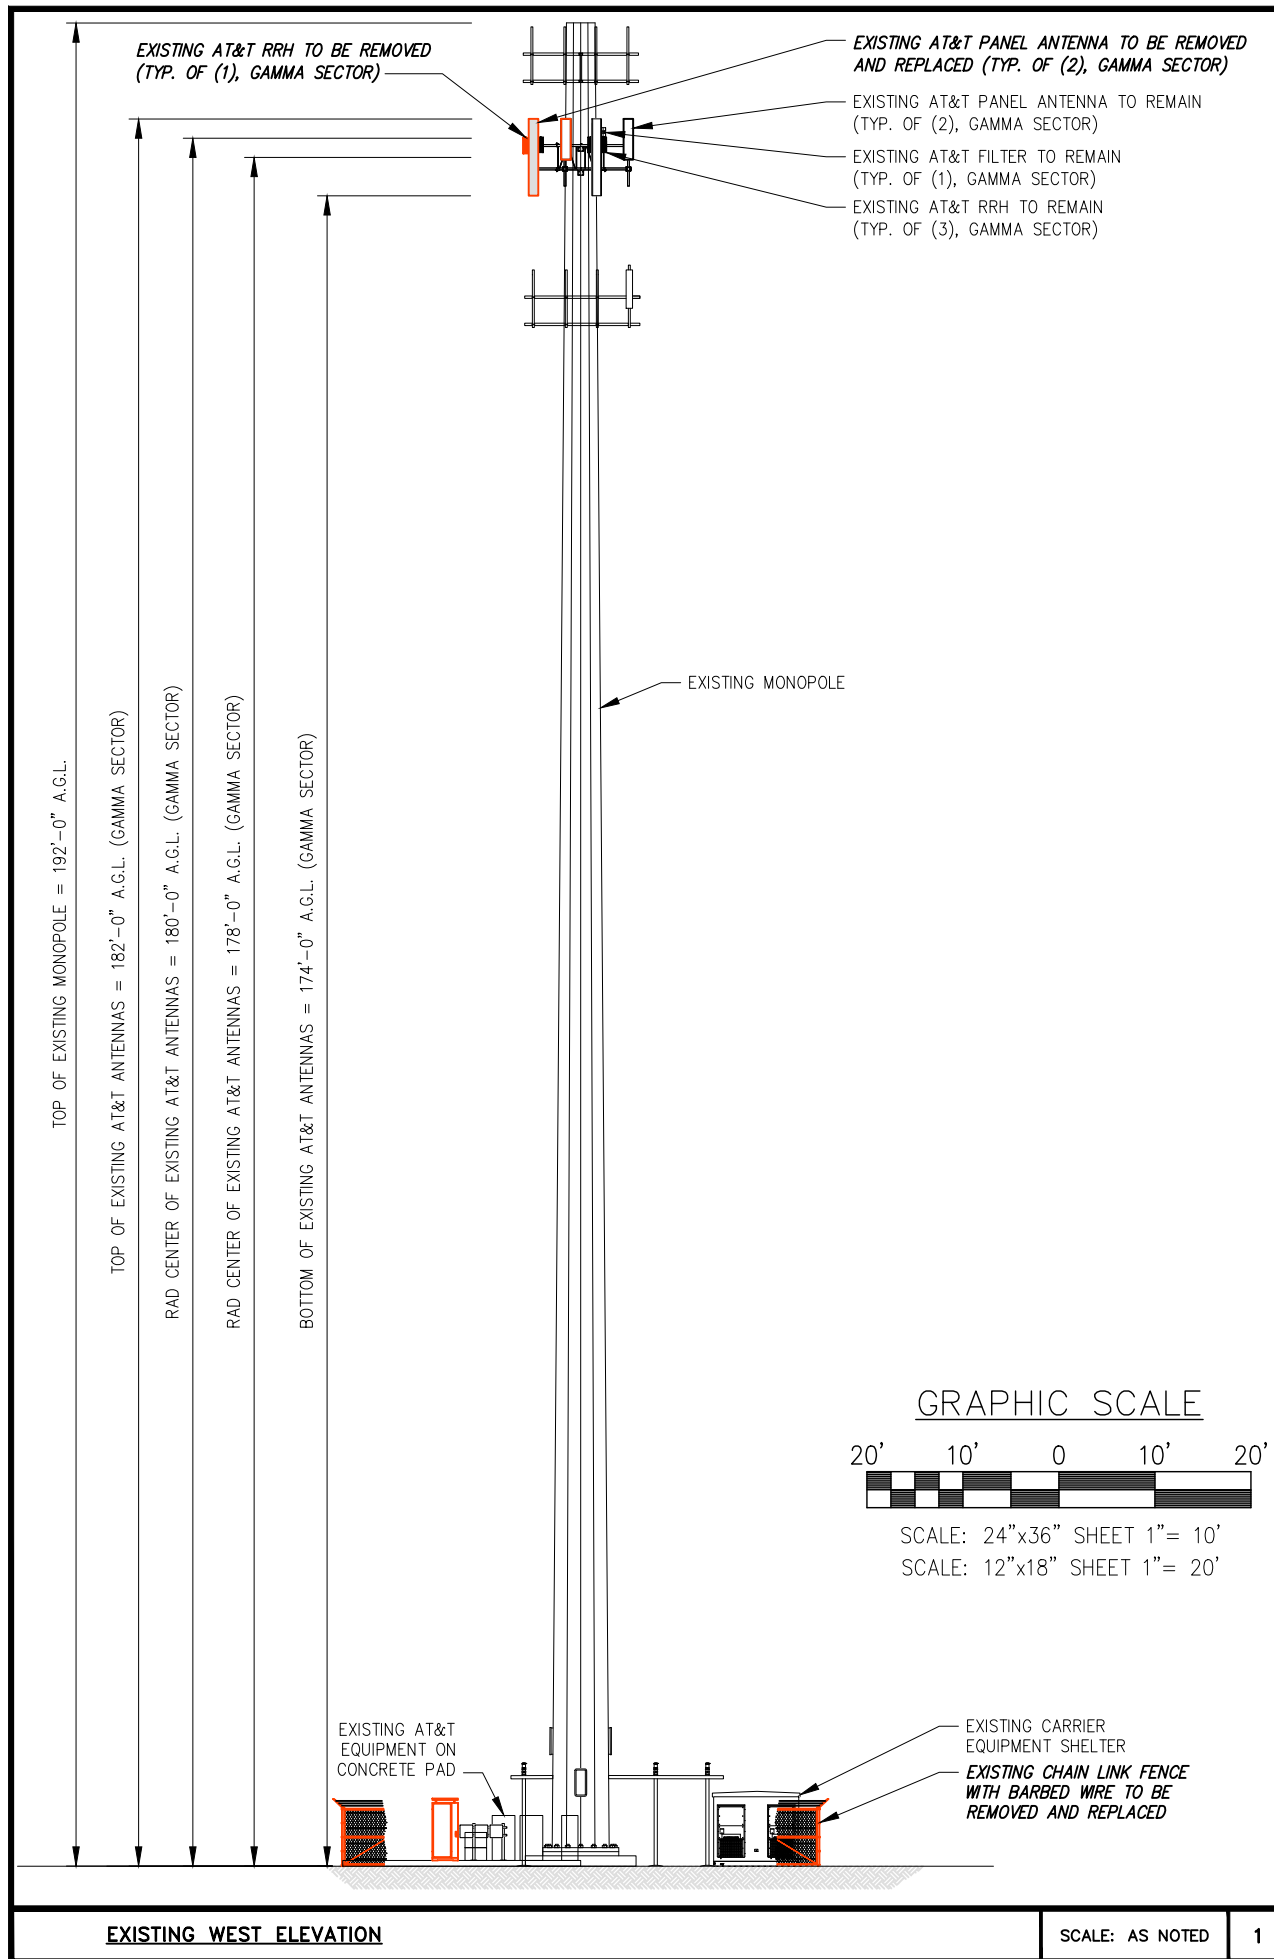 EXISTING AT&T RRH TO BE REMOVED
(TYP. OF (1), GAMMA SECTOR)
EXISTING AT&T PANEL ANTENNA TO BE REMOVED
AND REPLACED (TYP. OF (2), GAMMA SECTOR)
EXISTING AT&T PANEL ANTENNA TO REMAIN
(TYP. OF (2), GAMMA SECTOR)
EXISTING AT&T FILTER TO REMAIN
(TYP. OF (1), GAMMA SECTOR)
EXISTING AT&T RRH TO REMAIN
(TYP. OF (3), GAMMA SECTOR)
EXISTING MONOPOLE
TOP OF EXISTING MONOPOLE = 192'-0" A.G.L.
TOP OF EXISTING AT&T ANTENNAS = 182'-0" A.G.L. (GAMMA SECTOR)
RAD CENTER OF EXISTING AT&T ANTENNAS = 180'-0" A.G.L. (GAMMA SECTOR)
RAD CENTER OF EXISTING AT&T ANTENNAS = 178'-0" A.G.L. (GAMMA SECTOR)
BOTTOM OF EXISTING AT&T ANTENNAS = 174'-0" A.G.L. (GAMMA SECTOR)
GRAPHIC SCALE
20' 10' 0 10' 20'
SCALE: 24"x36" SHEET 1"= 10'
SCALE: 12"x18" SHEET 1"= 20'
EXISTING AT&T
EQUIPMENT ON
CONCRETE PAD
EXISTING CARRIER
EQUIPMENT SHELTER
EXISTING CHAIN LINK FENCE
WITH BARBED WIRE TO BE
REMOVED AND REPLACED
EXISTING WEST ELEVATION
SCALE: AS NOTED
1